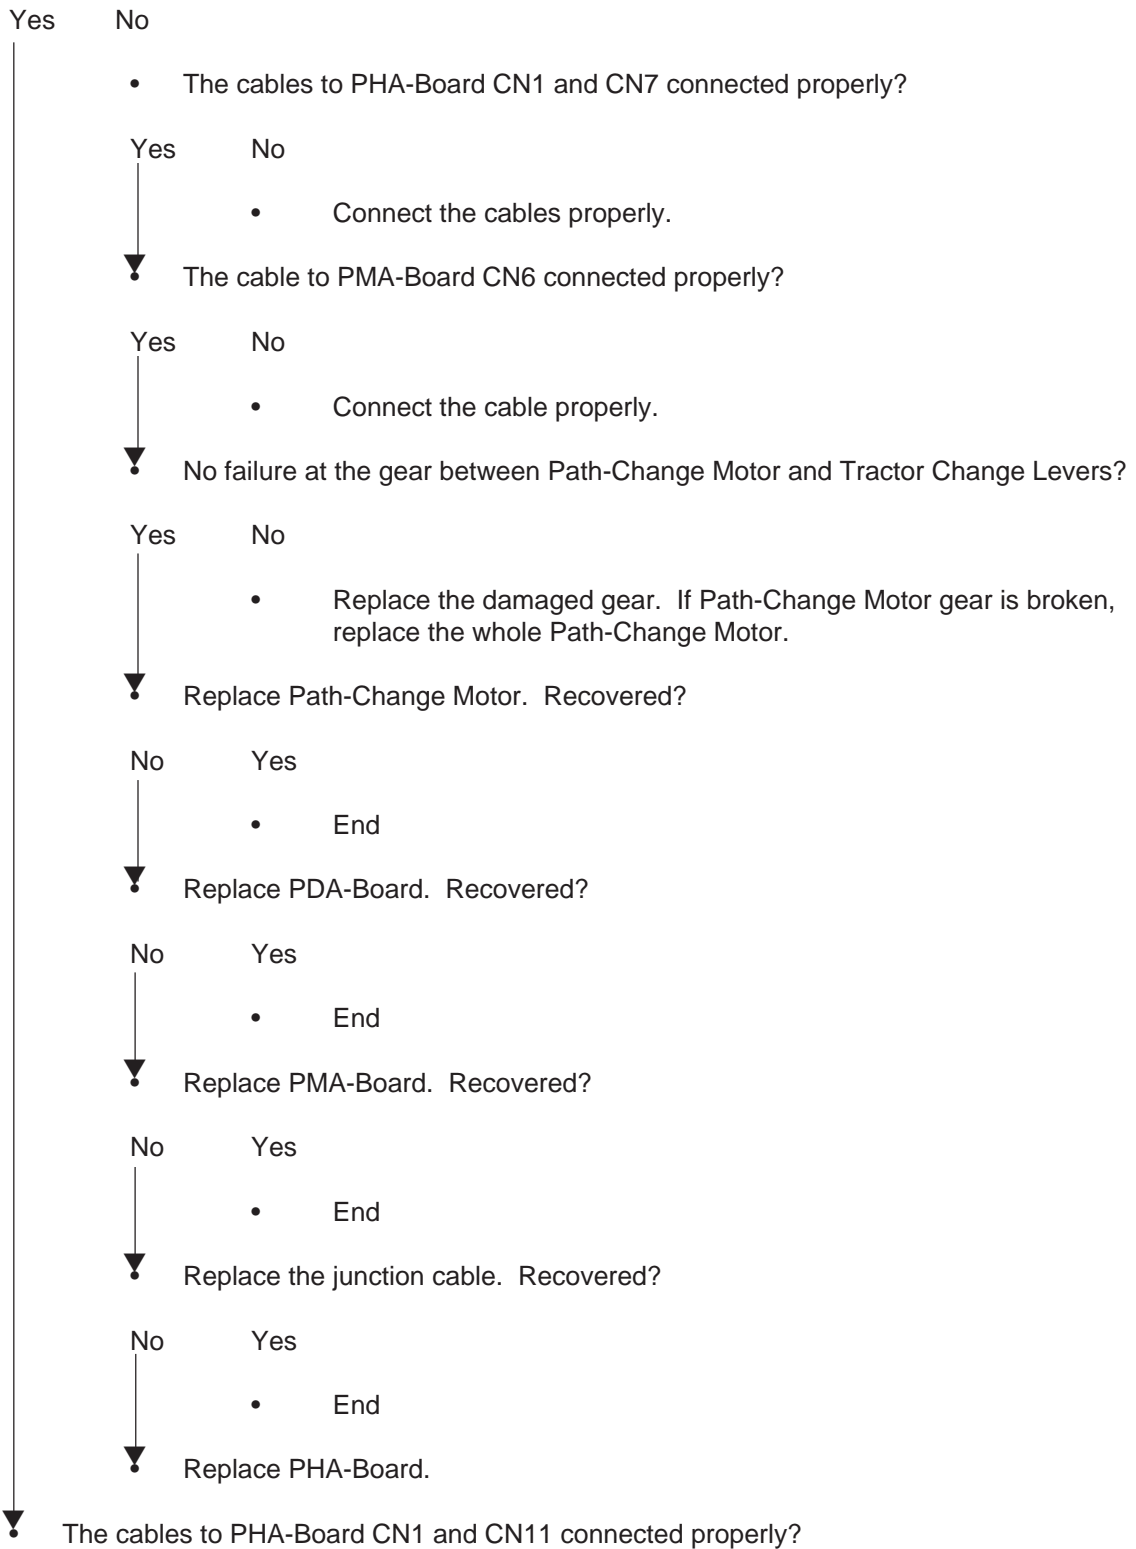 Yes No
• The cables to PHA-Board CN1 and CN7 connected properly?
Yes No
• Connect the cables properly.
• The cable to PMA-Board CN6 connected properly?
Yes No
• Connect the cable properly.
• No failure at the gear between Path-Change Motor and Tractor Change Levers?
Yes No
• Replace the damaged gear. If Path-Change Motor gear is broken,
replace the whole Path-Change Motor.
• Replace Path-Change Motor. Recovered?
No Yes
• End
• Replace PDA-Board. Recovered?
No Yes
• End
• Replace PMA-Board. Recovered?
No Yes
• End
• Replace the junction cable. Recovered?
No Yes
• End
• Replace PHA-Board.
• The cables to PHA-Board CN1 and CN11 connected properly?